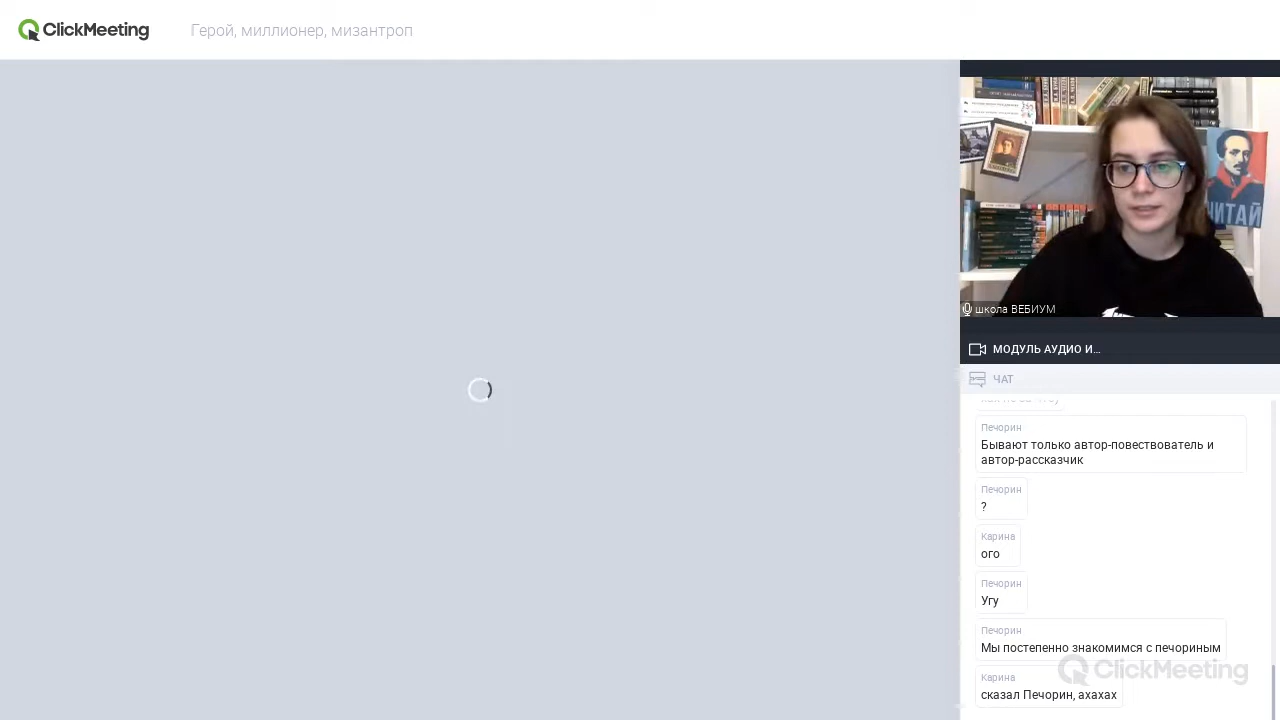 ClickMeeting
Герой, миллионер, мизантроп
ЧИТАЙ
школа ВЕБИУМ
МОДУЛЬ АУДИО И...
ЧАТ
Печорин
Бывают только автор-повествователь и
автор-рассказчик
Печорин
?
Карина
ого
Печорин
Угу
Печорин
Мы постепенно знакомимся с печориным
ClickMeeting
Карина
сказал Печорин, ахахах